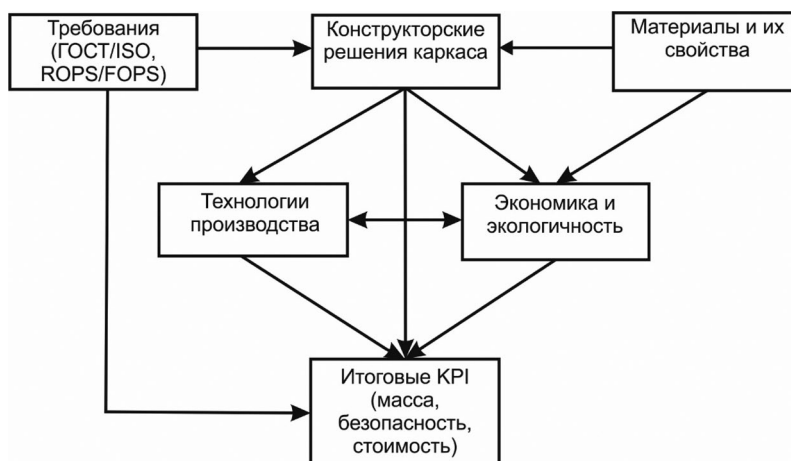 Требования
(ГОСТ/ISO,
ROPS/FOPS)
Конструкторские
решения каркаса
Материалы и их
свойства
Технологии
производства
Экономика и
экологичность
Итоговые KPI
(масса,
безопасность,
стоимость)